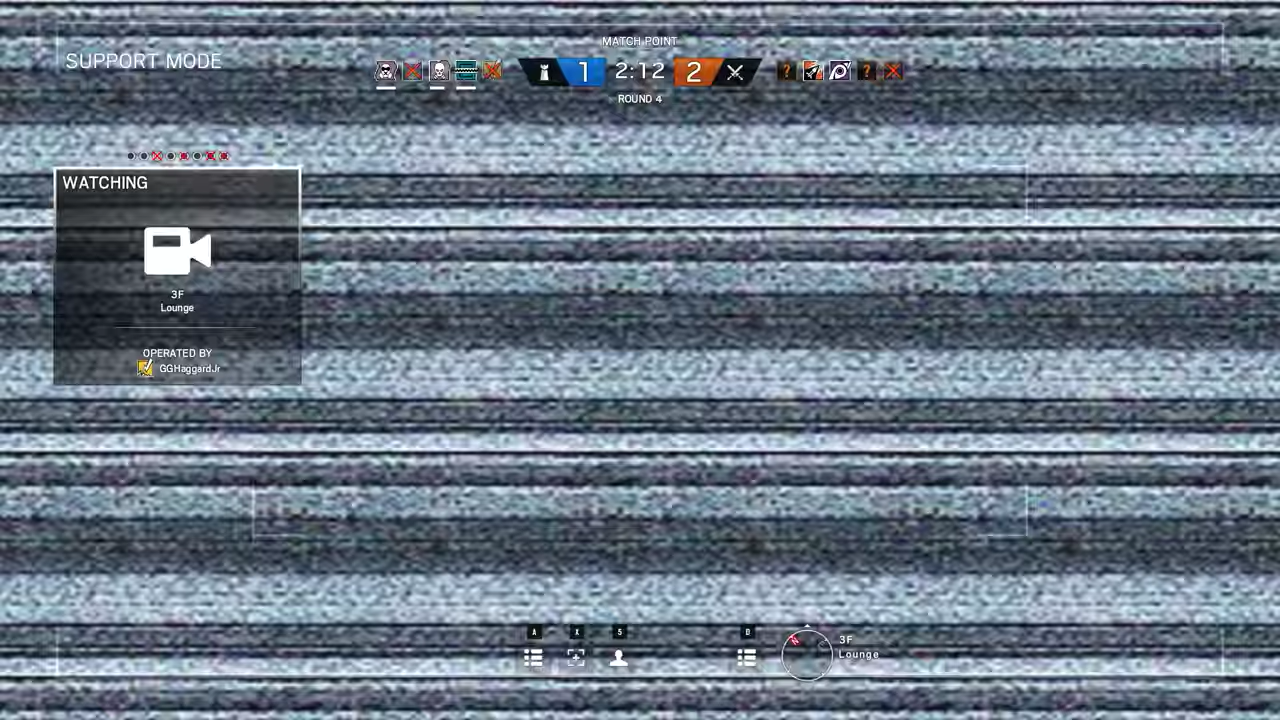 MATCH POINT
SUPPORT MODE
1 2:12 2
? ?
ROUND 4
WATCHING
3F
Lounge
OPERATED BY
GGHaggardJr
A X S D
N
3F
Lounge